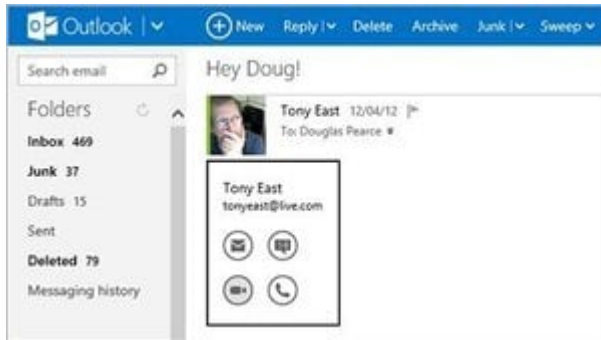 Outlook
New Reply Delete Archive Junk Sweep
Search email
Folders
Inbox 469
Junk 37
Drafts 15
Sent
Deleted 79
Messaging history
Hey Doug!
Tony East 12/04/12
To: Douglas Pearce
Tony East
tonyeast@live.com